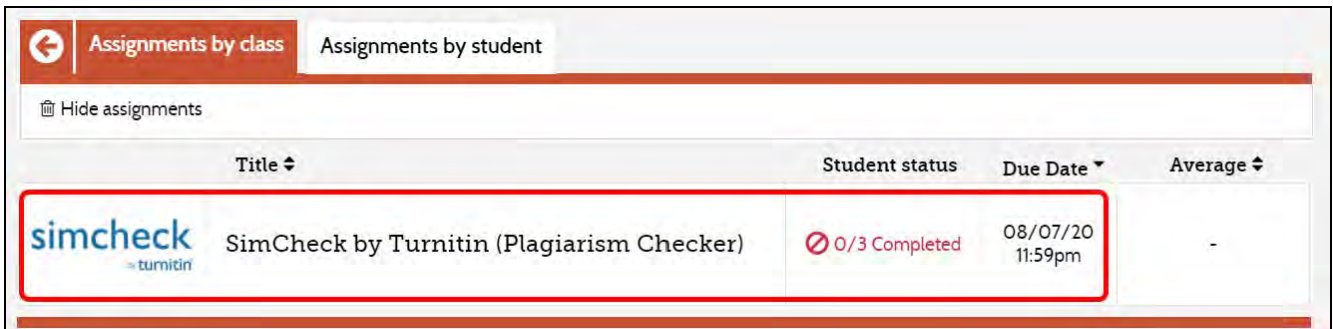 Assignments by class Assignments by student
Hide assignments
Title Student status Due Date Average
simcheck
turnitin
SimCheck by Turnitin (Plagiarism Checker) 0/3 Completed 08/07/20
11:59pm
-